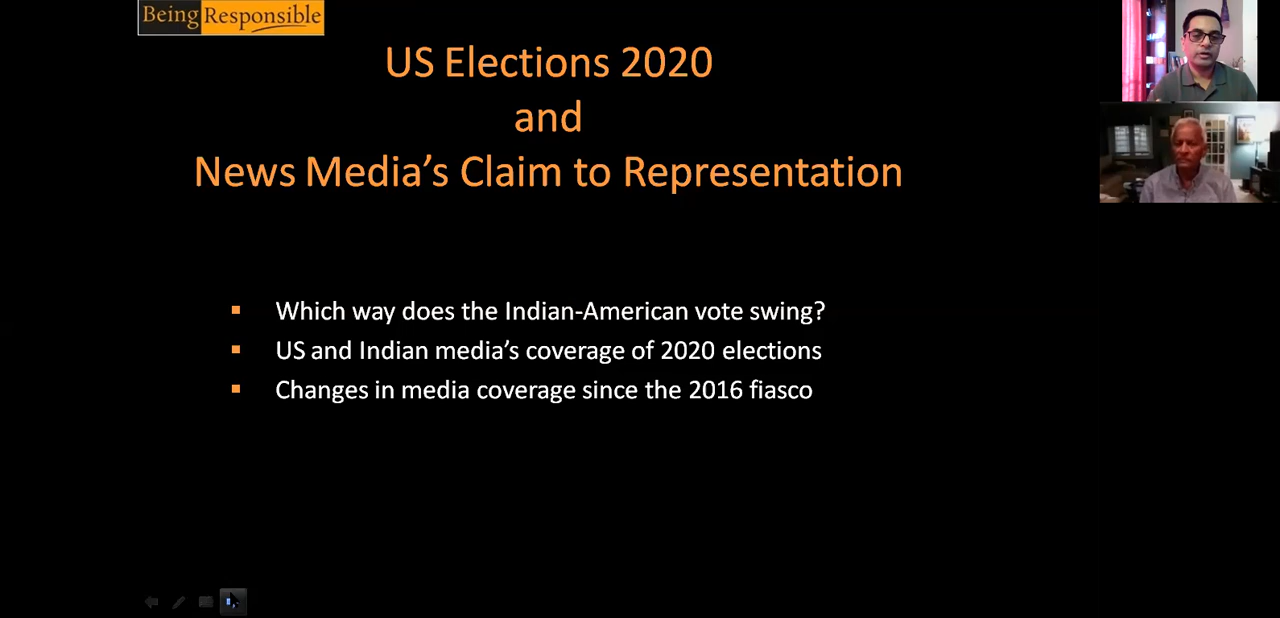 Being Responsible
US Elections 2020
and
News Media’s Claim to Representation
▪ Which way does the Indian-American vote swing?
▪ US and Indian media’s coverage of 2020 elections
▪ Changes in media coverage since the 2016 fiasco